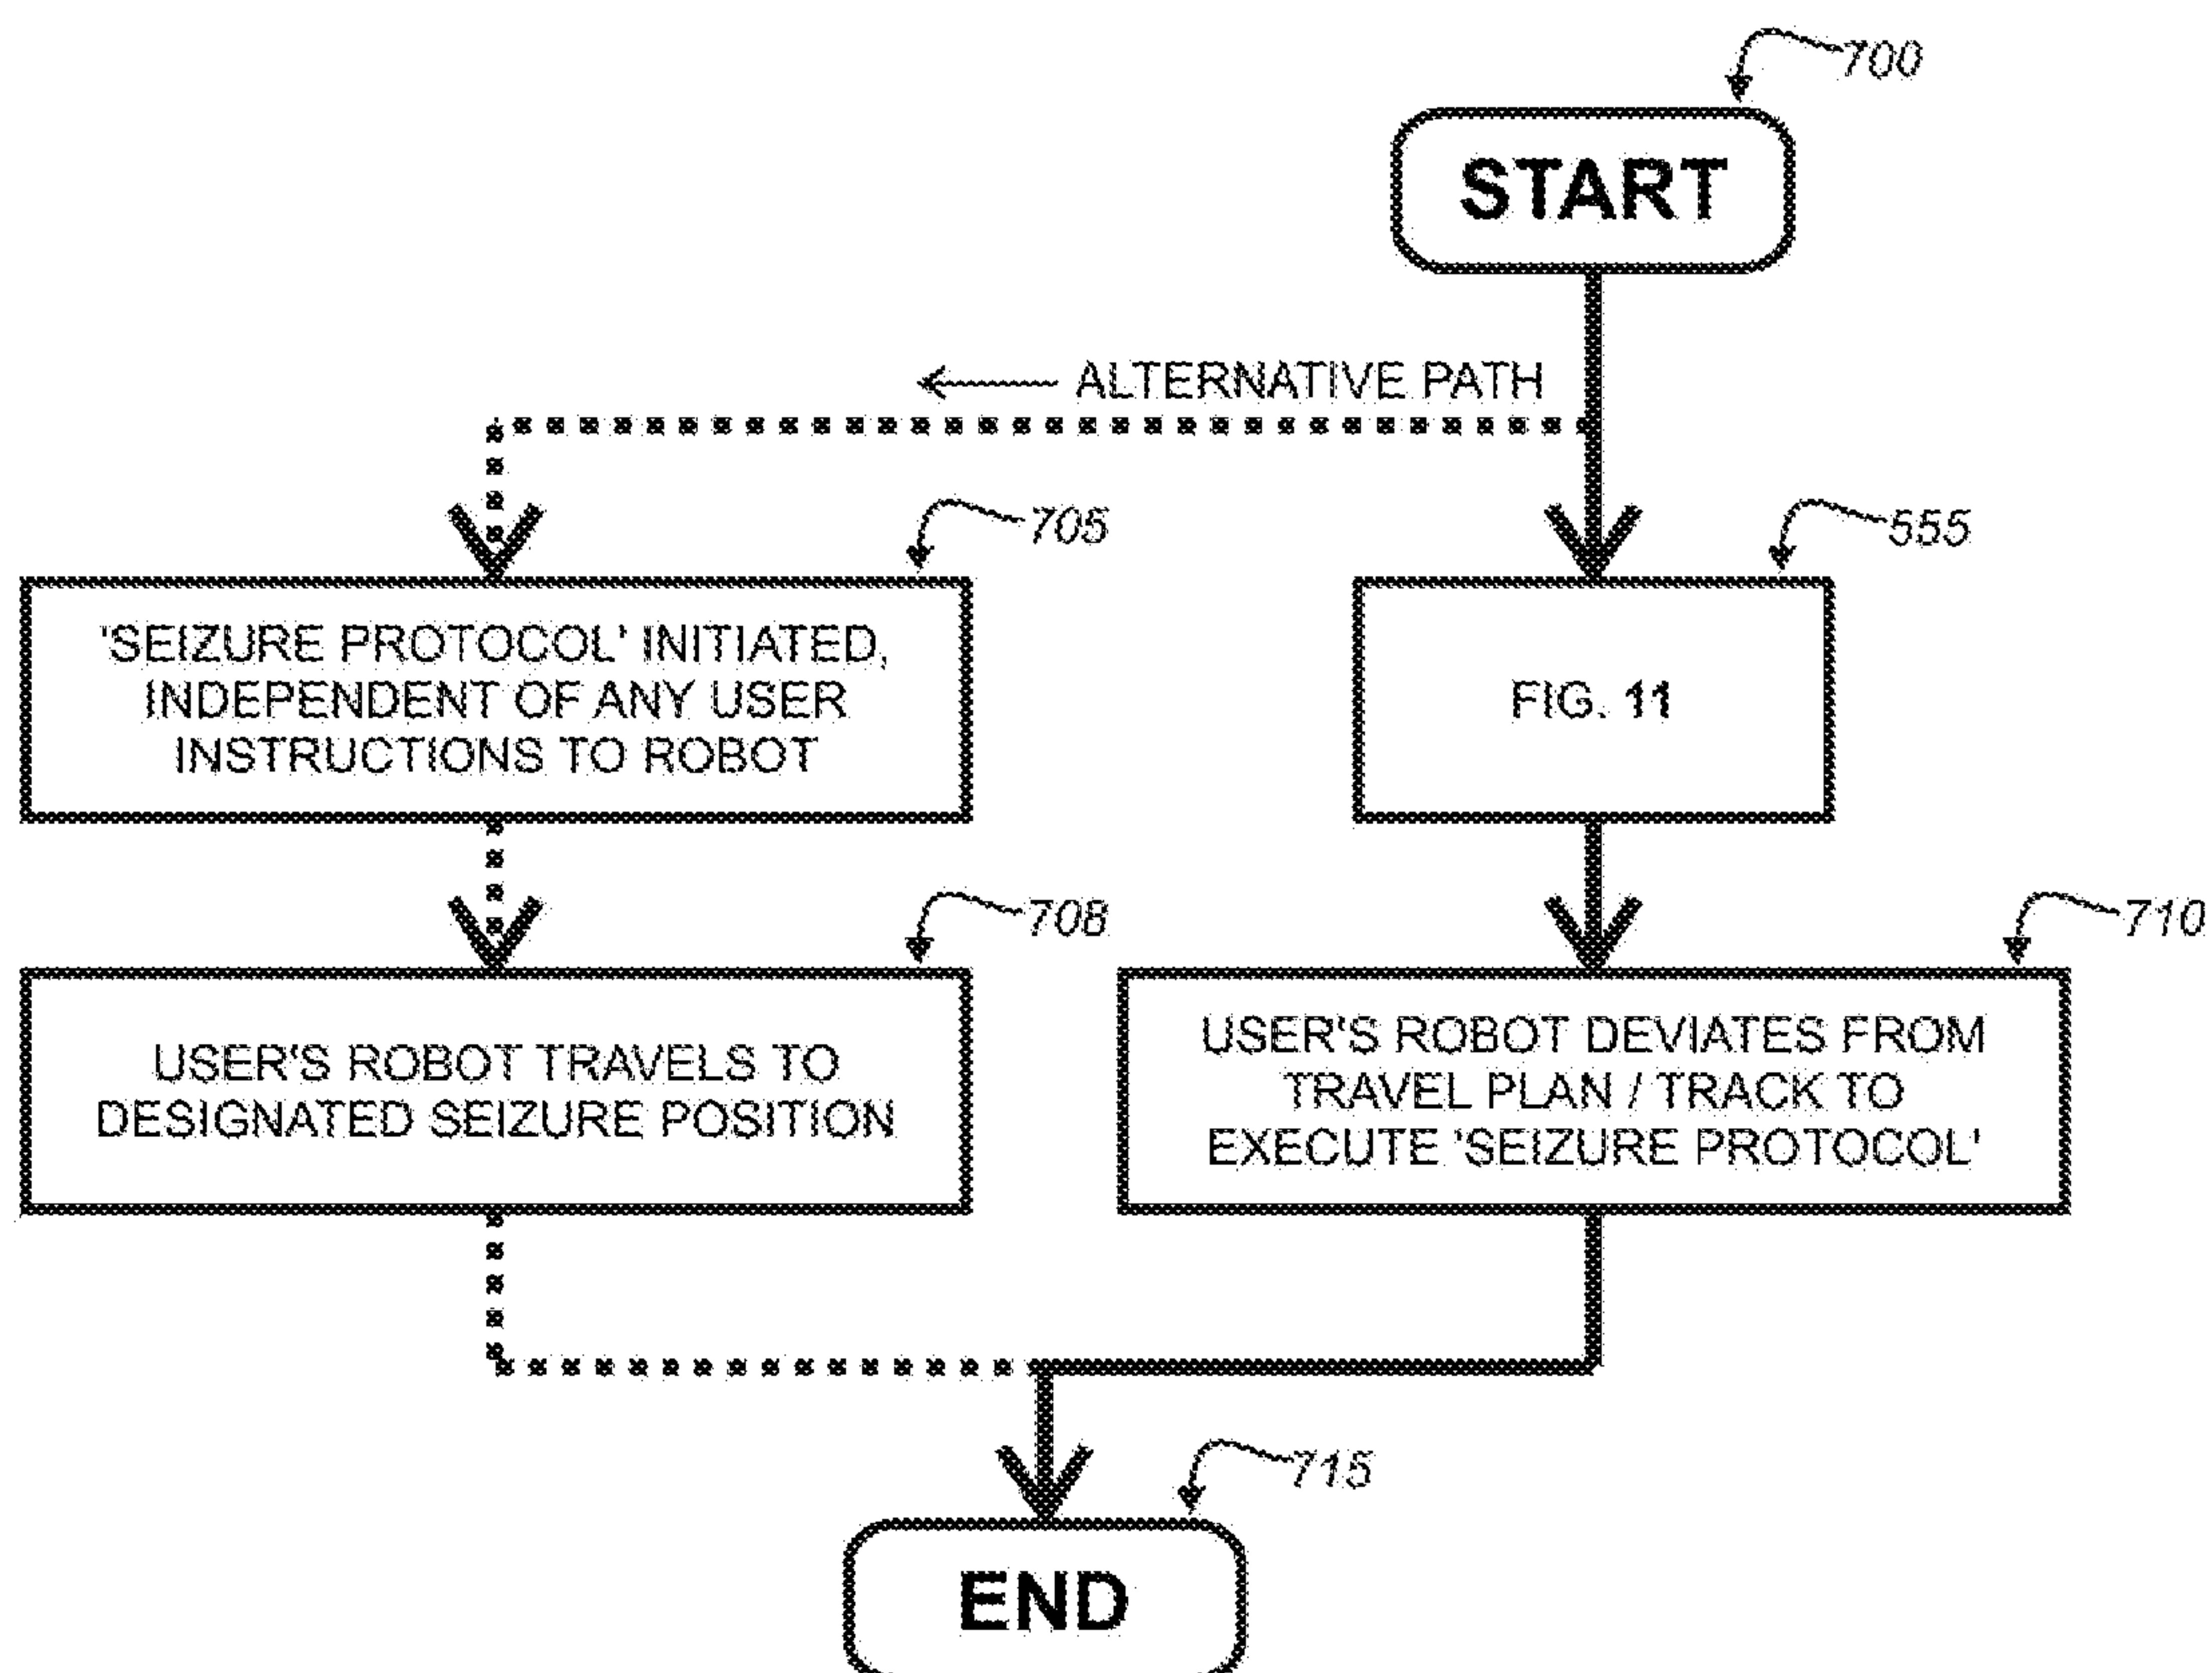 700
START
← ALTERNATIVE PATH
705
555
'SEIZURE PROTOCOL' INITIATED,
INDEPENDENT OF ANY USER
INSTRUCTIONS TO ROBOT
FIG. 11
708
710
USER'S ROBOT TRAVELS TO
DESIGNATED SEIZURE POSITION
USER'S ROBOT DEVIATES FROM
TRAVEL PLAN / TRACK TO
EXECUTE 'SEIZURE PROTOCOL'
715
END